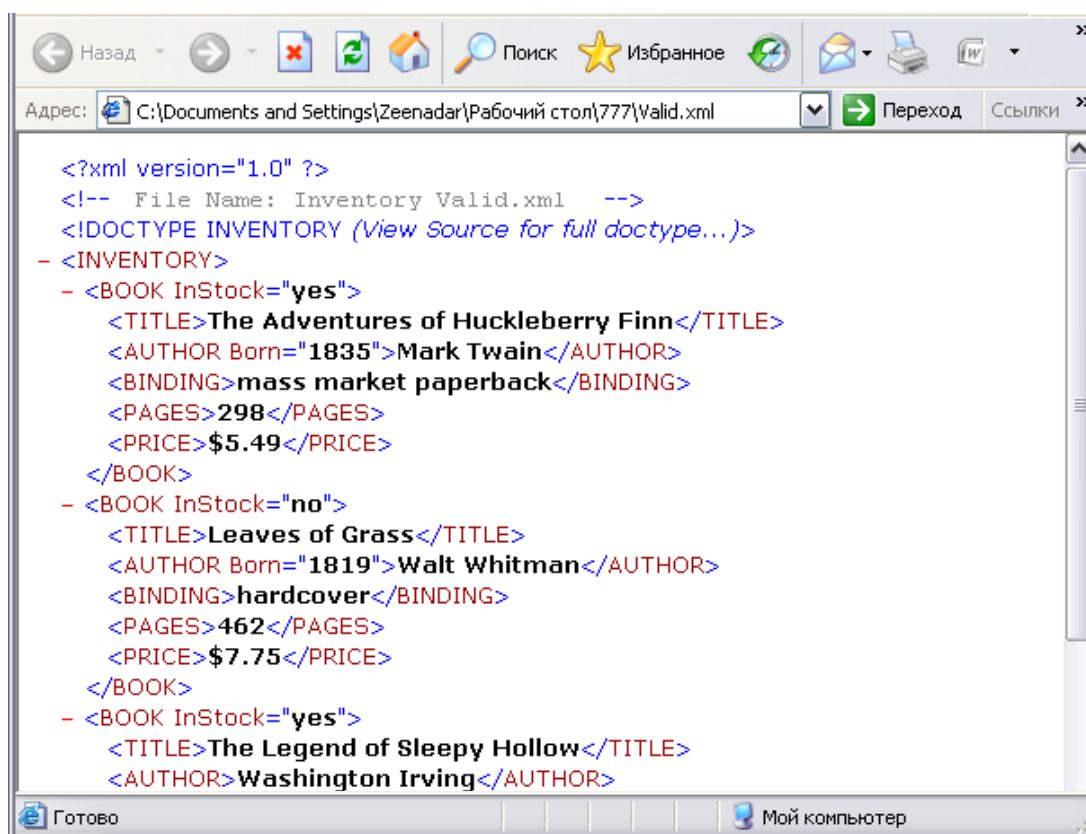 Назад Поиск Избранное
Адрес: C:\Documents and Settings\Zeenadar\Рабочий стол\777\Valid.xml Переход Ссылки »
<?xml version="1.0" ?>
<!-- File Name: Inventory Valid.xml -->
<!DOCTYPE INVENTORY (View Source for full doctype...)>
– <INVENTORY>
– <BOOK InStock="yes">
<TITLE>The Adventures of Huckleberry Finn</TITLE>
<AUTHOR Born="1835">Mark Twain</AUTHOR>
<BINDING>mass market paperback</BINDING>
<PAGES>298</PAGES>
<PRICE>$5.49</PRICE>
</BOOK>
– <BOOK InStock="no">
<TITLE>Leaves of Grass</TITLE>
<AUTHOR Born="1819">Walt Whitman</AUTHOR>
<BINDING>hardcover</BINDING>
<PAGES>462</PAGES>
<PRICE>$7.75</PRICE>
</BOOK>
– <BOOK InStock="yes">
<TITLE>The Legend of Sleepy Hollow</TITLE>
<AUTHOR>Washington Irving</AUTHOR>
Готово Мой компьютер